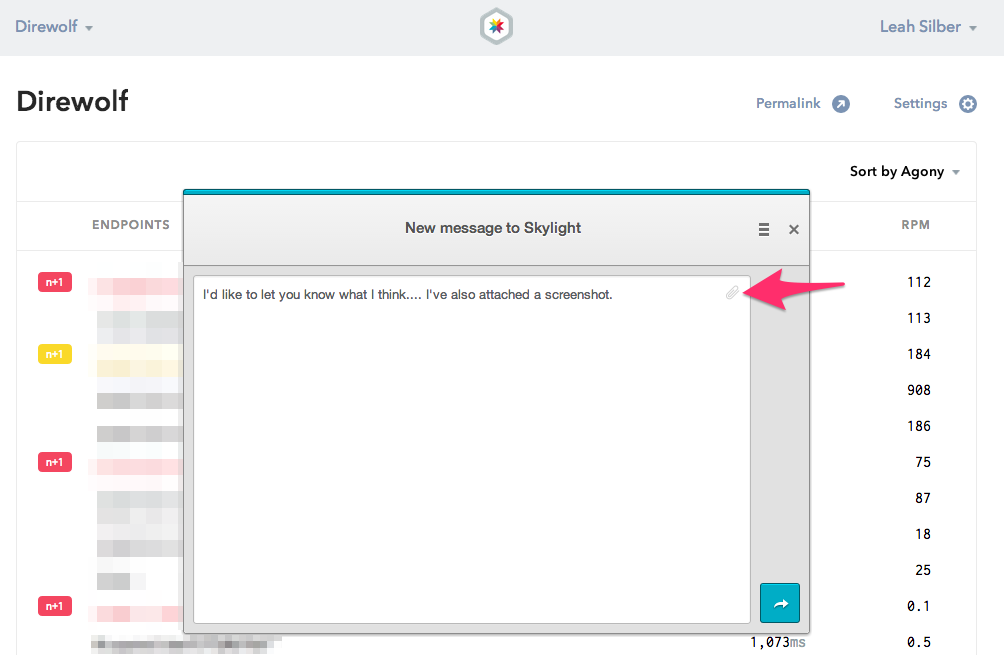 Direwolf
Leah Silber
Direwolf
Permalink
Settings
Sort by Agony
ENDPOINTS
RPM
New message to Skylight
I'd like to let you know what I think.... I've also attached a screenshot.
n+1
112
113
n+1
184
908
186
n+1
75
87
18
25
n+1
0.1
1,073ms
0.5